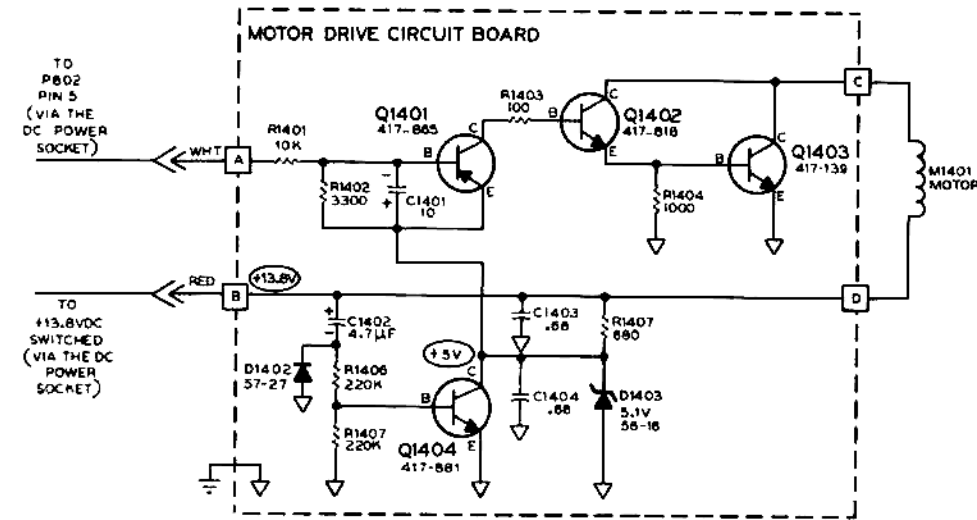 MOTOR DRIVE CIRCUIT BOARD
TO
P802
PIN 5
(VIA THE
DC POWER
SOCKET)
WHT
A
R1401
10K
R1402
3300
-
+
C1401
10
Q1401
417-865
B
C
E
R1403
100
B
C
E
Q1402
417-818
R1404
1000
B
C
E
Q1403
417-139
C
M1401
MOTOR
RED
B
+13.8V
D
TO
+13.8VDC
SWITCHED
(VIA THE DC
POWER
SOCKET)
+
-
C1402
4.7µF
D1402
57-27
R1406
220K
R1407
220K
+5V
B
C
E
Q1404
417-881
C1403
.68
C1404
.68
R1407
680
D1403
5.1V
56-16